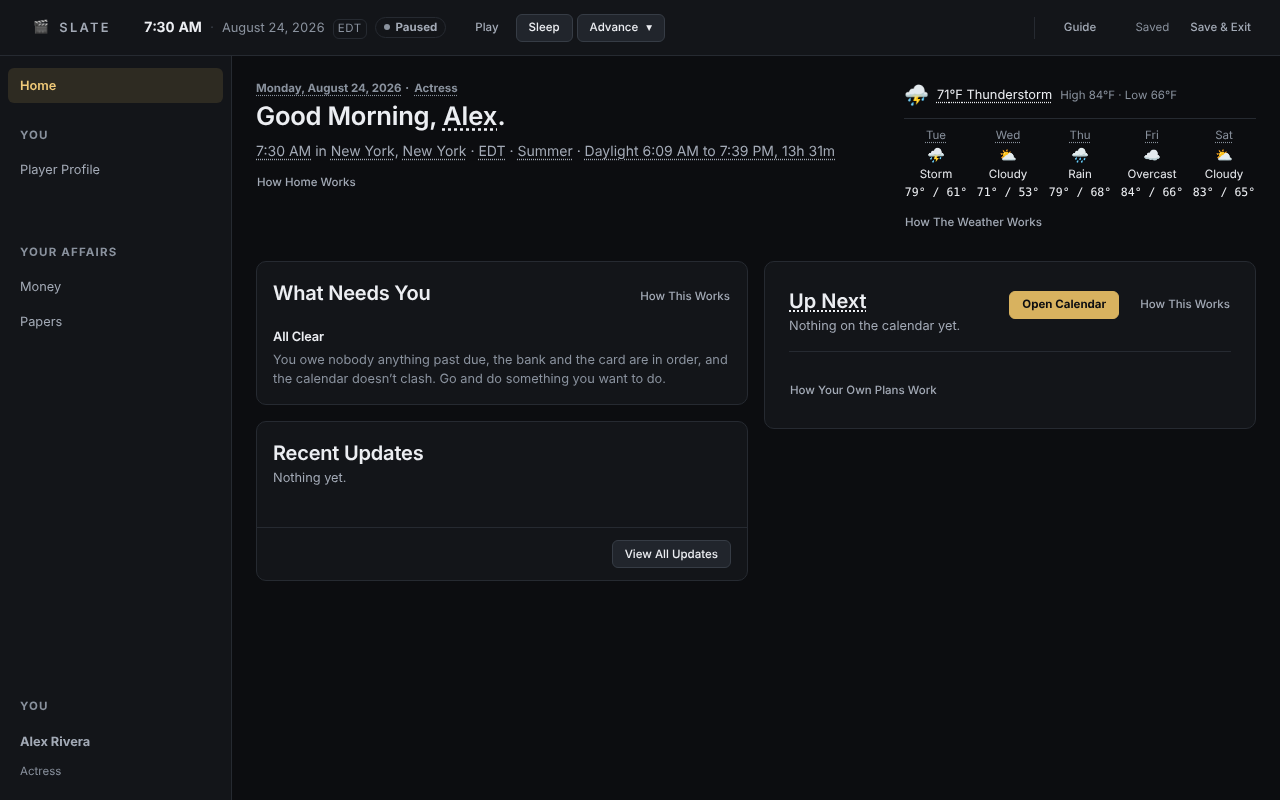 SLATE
7:30 AM · August 24, 2026 EDT Paused Play Sleep Advance ▾ Guide Saved Save & Exit
Home
YOU
Player Profile
YOUR AFFAIRS
Money
Papers
YOU
Alex Rivera
Actress
Monday, August 24, 2026 · Actress
Good Morning, Alex.
7:30 AM in New York, New York · EDT · Summer · Daylight 6:09 AM to 7:39 PM, 13h 31m
How Home Works
71°F Thunderstorm High 84°F · Low 66°F
Tue Wed Thu Fri Sat
Storm Cloudy Rain Overcast Cloudy
79° / 61° 71° / 53° 79° / 68° 84° / 66° 83° / 65°
How The Weather Works
What Needs You How This Works
All Clear
You owe nobody anything past due, the bank and the card are in order, and
the calendar doesn't clash. Go and do something you want to do.
Recent Updates
Nothing yet.
View All Updates
Up Next Open Calendar How This Works
Nothing on the calendar yet.
How Your Own Plans Work